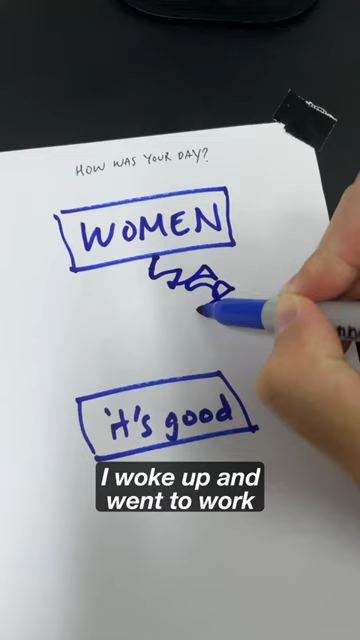 HOW WAS YOUR DAY?
WOMEN
it's good
I woke up and
went to work